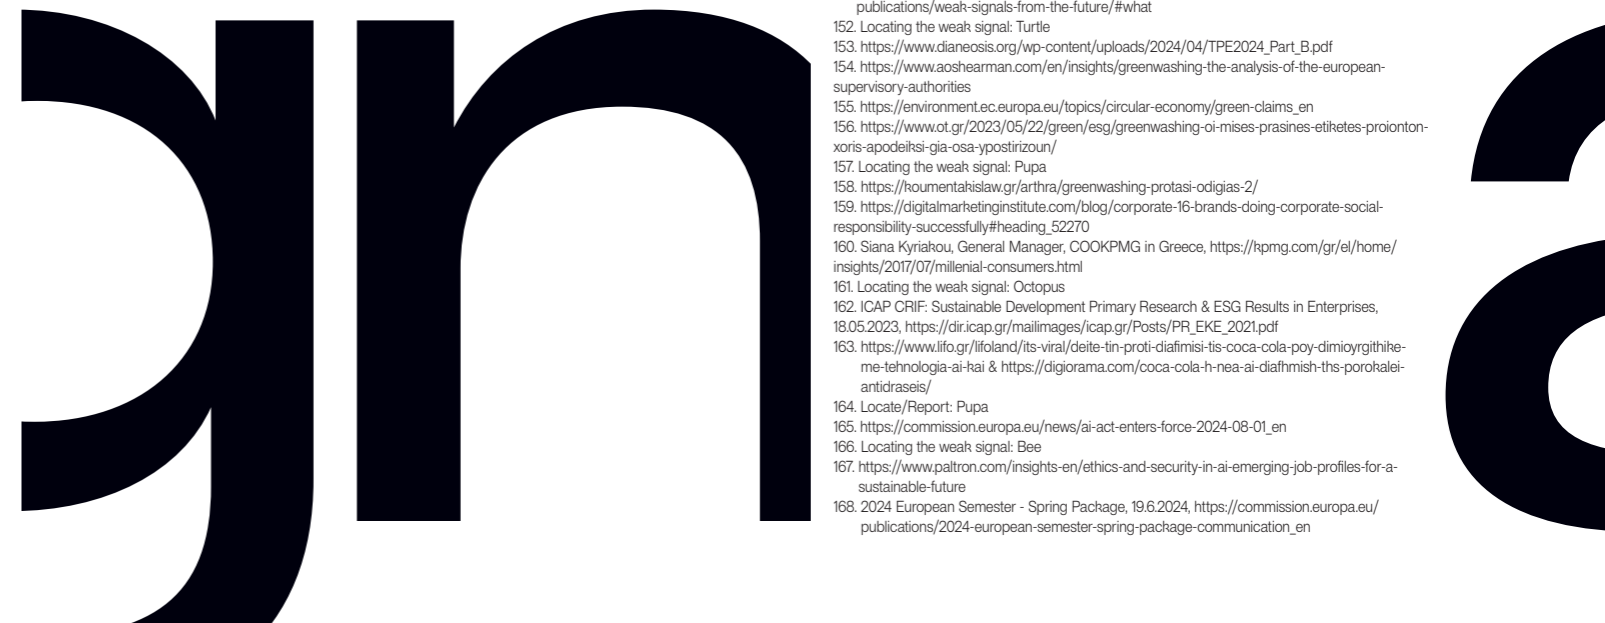 gn
publications/weak-signals-from-the-future/#what
152. Locating the weak signal: Turtle
153. https://www.dianeosis.org/wp-content/uploads/2024/04/TPE2024_Part_B.pdf
154. https://www.aoshearman.com/en/insights/greenwashing-the-analysis-of-the-european-
supervisory-authorities
155. https://environment.ec.europa.eu/topics/circular-economy/green-claims_en
156. https://www.ot.gr/2023/05/22/green/esg/greenwashing-oi-mises-prasines-etiketes-proionton-
xoris-apodeiksi-gia-osa-ypostirizoun/
157. Locating the weak signal: Pupa
158. https://koumentakislaw.gr/arthra/greenwashing-protasi-odigias-2/
159. https://digitalmarketinginstitute.com/blog/corporate-16-brands-doing-corporate-social-
responsibility-successfully#heading_52270
160. Siana Kyriakou, General Manager, COOKPMG in Greece, https://kpmg.com/gr/el/home/
insights/2017/07/millenial-consumers.html
161. Locating the weak signal: Octopus
162. ICAP CRIF: Sustainable Development Primary Research & ESG Results in Enterprises,
18.05.2023, https://dir.icap.gr/mailimages/icap.gr/Posts/PR_EKE_2021.pdf
163. https://www.lifo.gr/lifoland/its-viral/deite-tin-proti-diafimisi-tis-coca-cola-poy-dimioyrgithike-
me-tehnologia-ai-kai & https://digiorama.com/coca-cola-h-nea-ai-diafhmish-ths-porokalei-
antidraseis/
164. Locate/Report: Pupa
165. https://commission.europa.eu/news/ai-act-enters-force-2024-08-01_en
166. Locating the weak signal: Bee
167. https://www.paltron.com/insights-en/ethics-and-security-in-ai-emerging-job-profiles-for-a-
sustainable-future
168. 2024 European Semester - Spring Package, 19.6.2024, https://commission.europa.eu/
publications/2024-european-semester-spring-package-communication_en
a